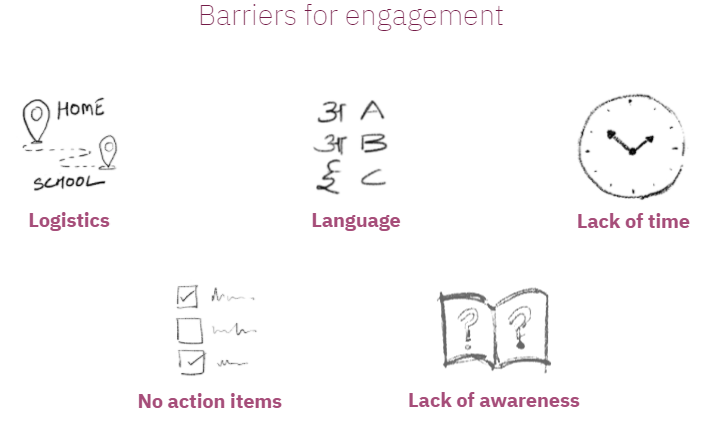 Barriers for engagement
HOME
SCHOOL
Logistics
अ A
आ B
इ C
Language
Lack of time
No action items
? ?
Lack of awareness